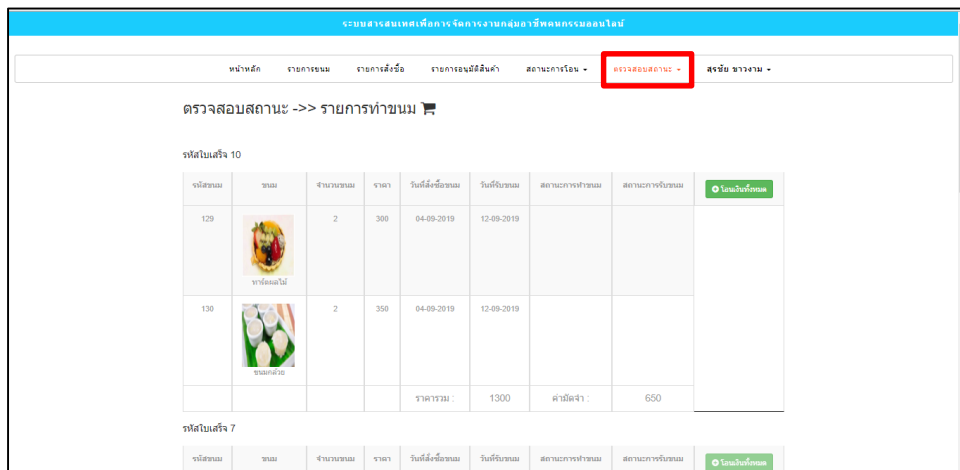 ระบบสารสนเทศเพื่อการจัดการงานกลุ่มอาชีพคหกรรมออนไลน์
หน้าหลัก รายการขนม รายการสั่งซื้อ รายการอนุมัติสินค้า สถานะการโอน ตรวจสอบสถานะ สุรชัย ขาวงาม
ตรวจสอบสถานะ ->> รายการทำขนม
รหัสใบเสร็จ 10
รหัสขนม ขนม จำนวนขนม ราคา วันที่สั่งซื้อขนม วันที่รับขนม สถานะการทำขนม สถานะการรับขนม โอนเงินทั้งหมด
129 2 300 04-09-2019 12-09-2019
ทาร์ตผลไม้
130 2 350 04-09-2019 12-09-2019
ขนมกล้วย
ราคารวม : 1300 ค่ามัดจำ : 650
รหัสใบเสร็จ 7
รหัสขนม ขนม จำนวนขนม ราคา วันที่สั่งซื้อขนม วันที่รับขนม สถานะการทำขนม สถานะการรับขนม โอนเงินทั้งหมด